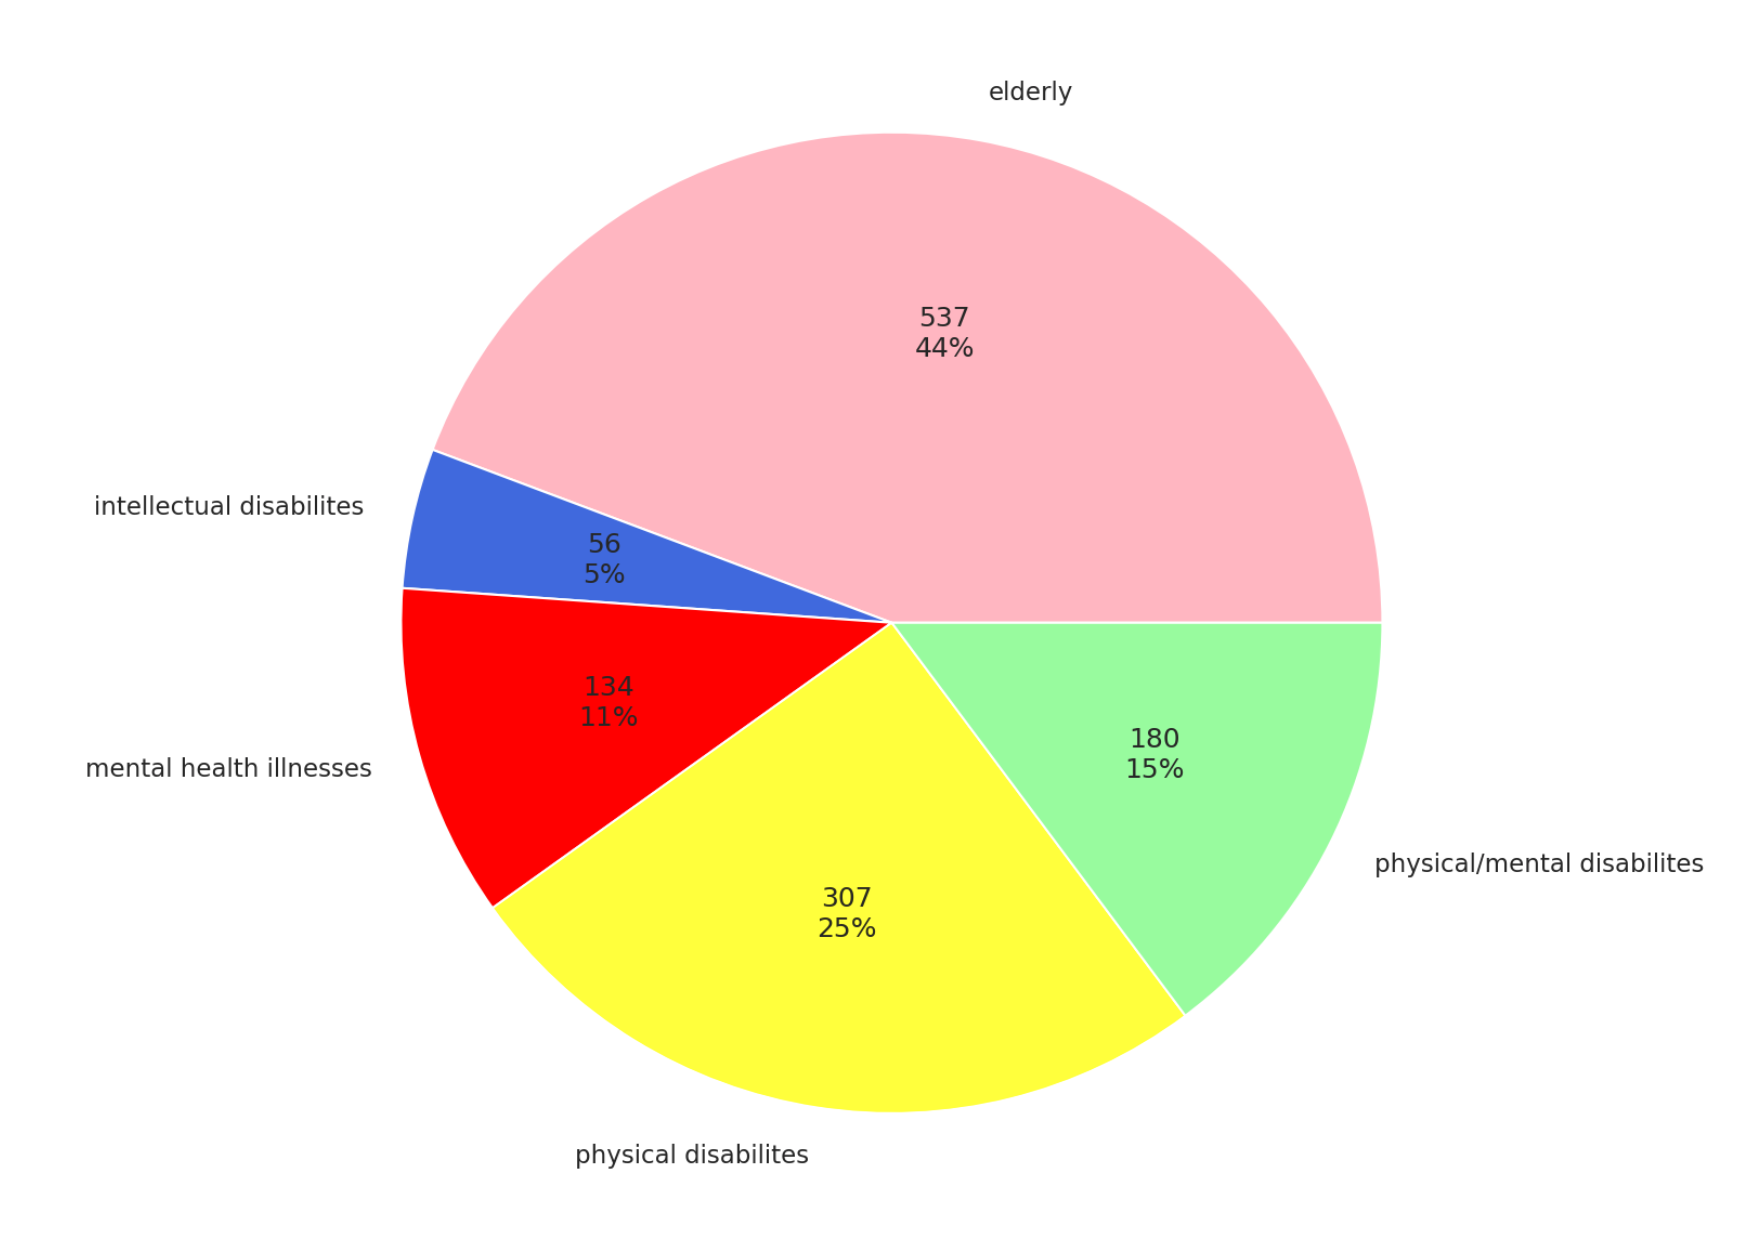 elderly
537
44%
intellectual disabilites
56
5%
134
11%
mental health illnesses
180
15%
physical/mental disabilites
307
25%
physical disabilites